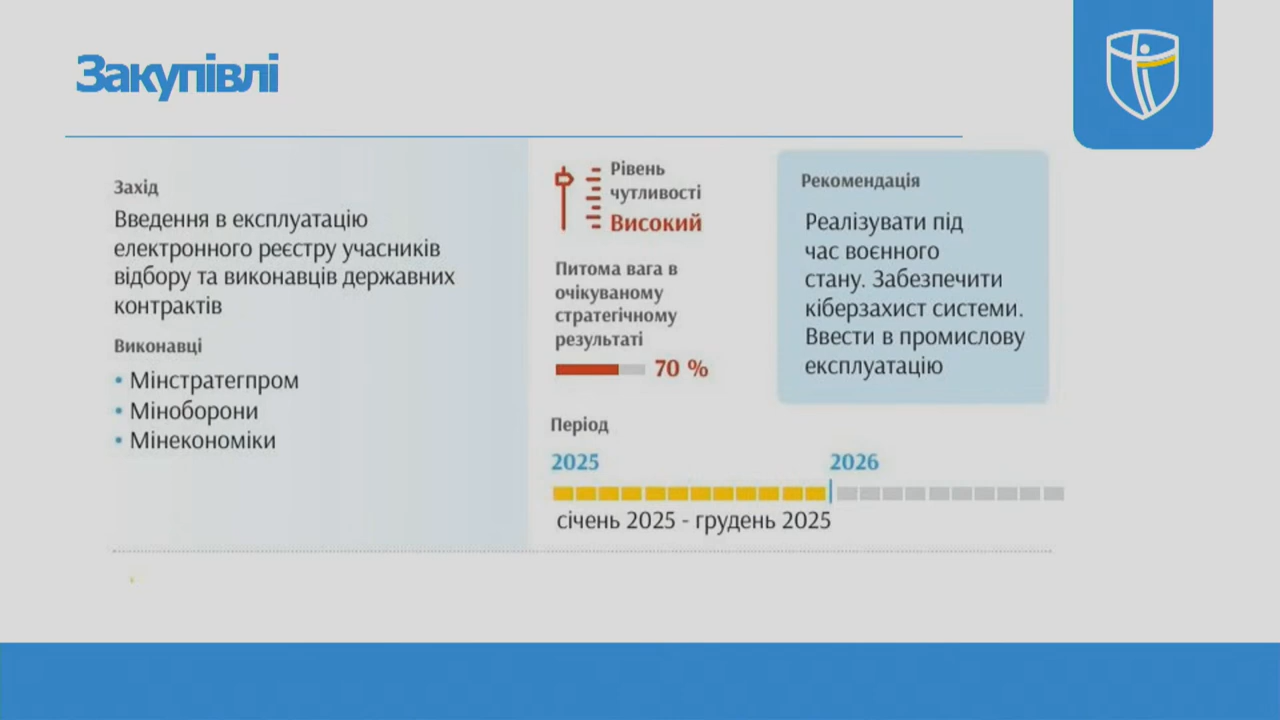 Закупівлі
Захід
Введення в експлуатацію
електронного реєстру учасників
відбору та виконавців державних
контрактів
Виконавці
• Мінстратегпром
• Міноборони
• Мінекономіки
Рівень
чутливості
Високий
Питома вага в
очікуваному
стратегічному
результаті
70 %
Рекомендація
Реалізувати під
час воєнного
стану. Забезпечити
кіберзахист системи.
Ввести в промислову
експлуатацію
Період
2025 2026
січень 2025 - грудень 2025